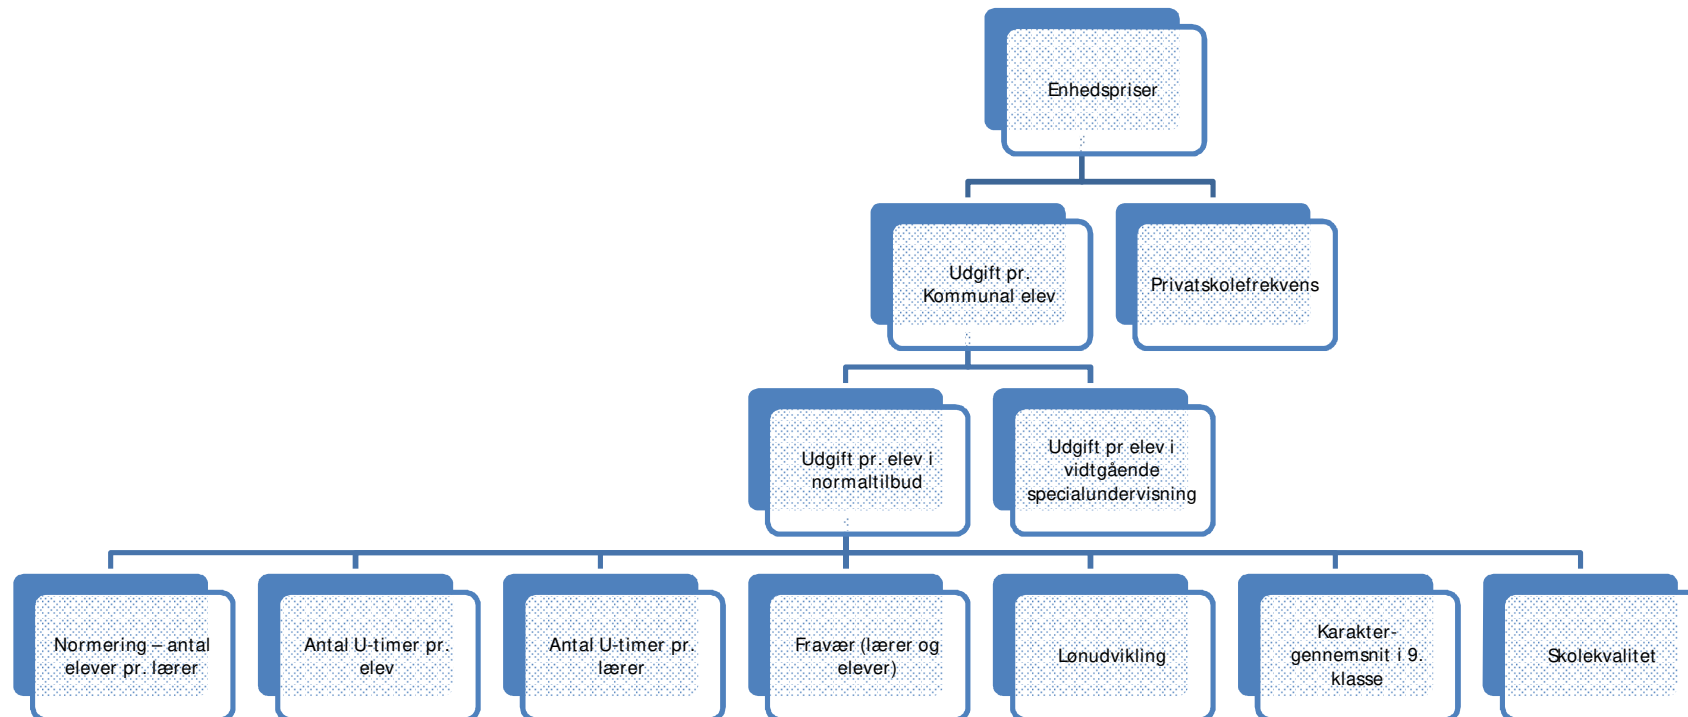 Enhedspriser
Udgift pr.
Kommunal elev
Privatskolefrekvens
Udgift pr. elev i
normaltilbud
Udgift pr elev i
vidtgående
specialundervisning
Normering – antal
elever pr. lærer
Antal U-timer pr.
elev
Antal U-timer pr.
lærer
Fravær (lærer og
elever)
Lønudvikling
Karakter-
gennemsnit i 9.
klasse
Skolekvalitet